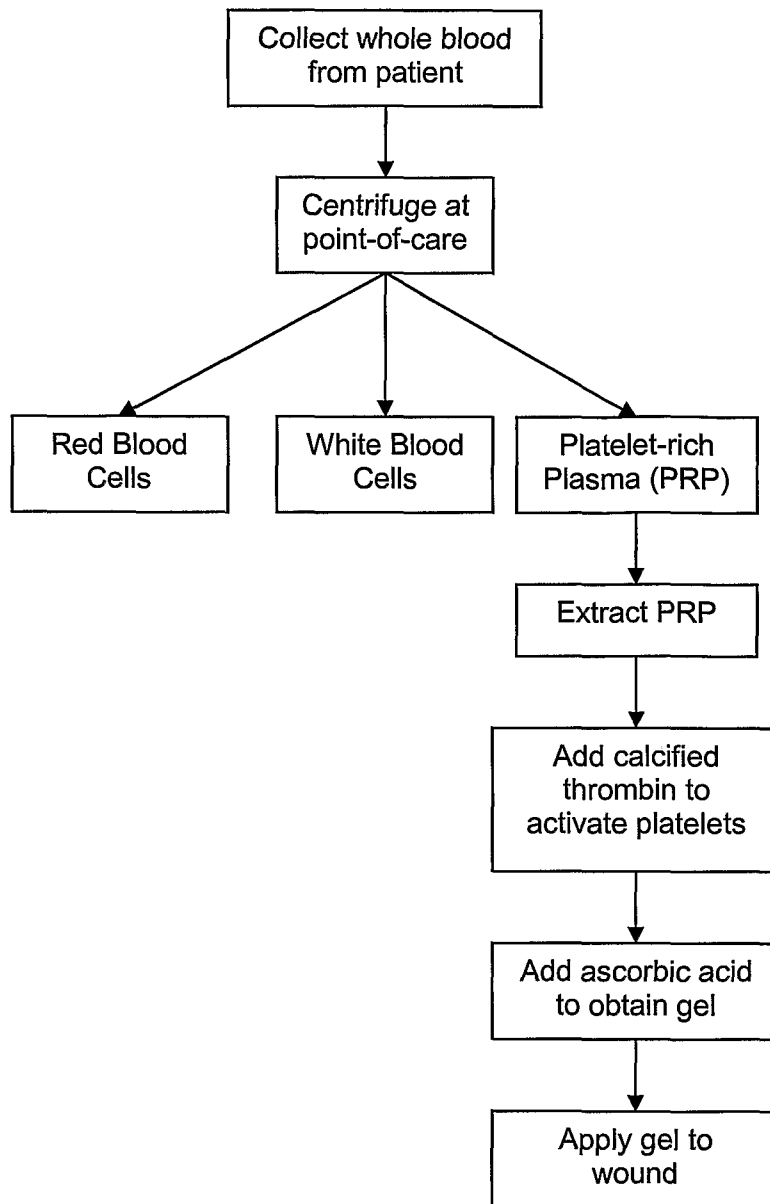 Collect whole blood
from patient
Centrifuge at
point-of-care
Red Blood
Cells
White Blood
Cells
Platelet-rich
Plasma (PRP)
Extract PRP
Add calcified
thrombin to
activate platelets
Add ascorbic acid
to obtain gel
Apply gel to
wound